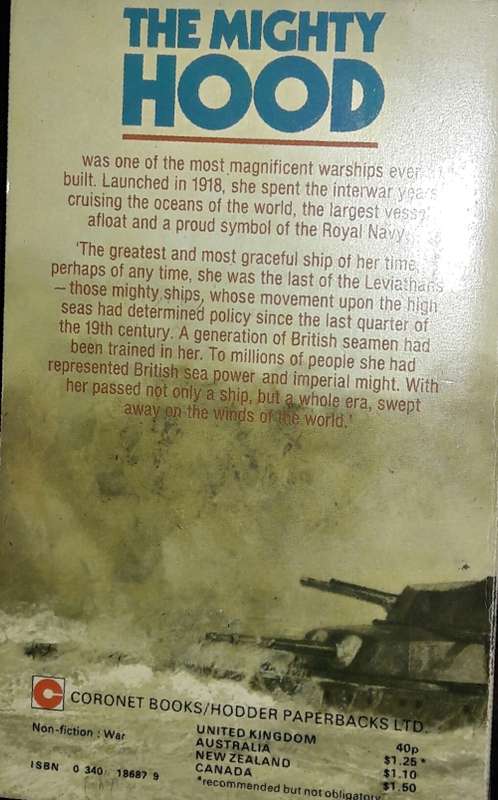 THE MIGHTY
HOOD
was one of the most magnificent warships ever
built. Launched in 1918, she spent the interwar years
cruising the oceans of the world, the largest vessel
afloat and a proud symbol of the Royal Navy.
'The greatest and most graceful ship of her time,
perhaps of any time, she was the last of the Leviathans
— those mighty ships, whose movement upon the high
seas had determined policy since the last quarter of
the 19th century. A generation of British seamen had
been trained in her. To millions of people she had
represented British sea power and imperial might. With
her passed not only a ship, but a whole era, swept
away on the winds of the world.'
CORONET BOOKS/HODDER PAPERBACKS LTD.
Non-fiction : War
UNITED KINGDOM 40p
AUSTRALIA $1.25*
NEW ZEALAND $1.10
CANADA $1.50
*recommended but not obligatory
ISBN 0 340 18687 9